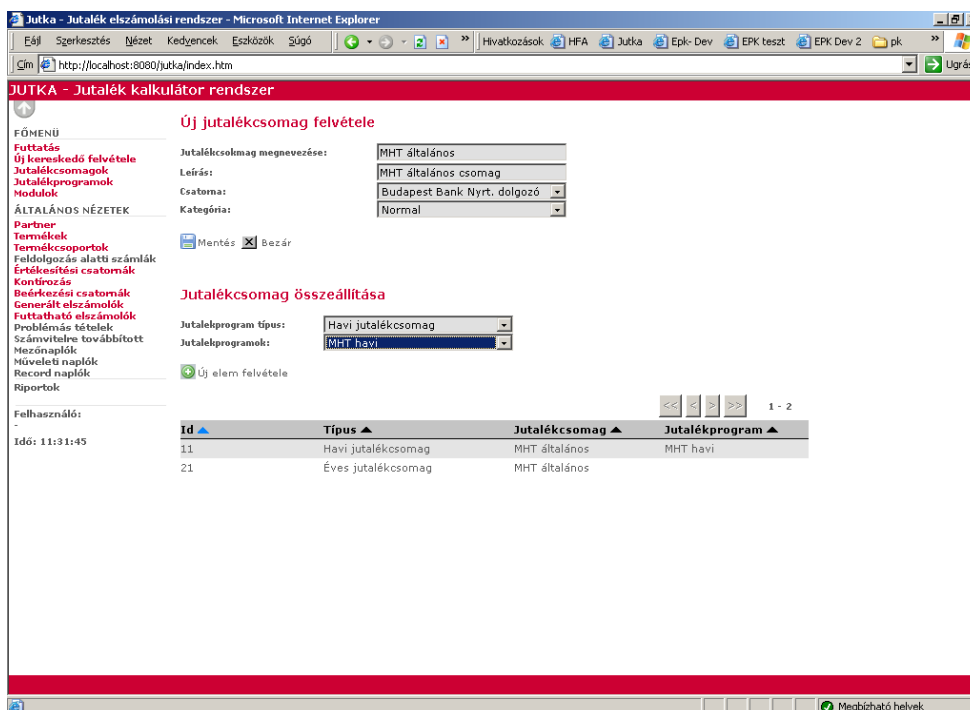 Jutka - Jutalék elszámolási rendszer - Microsoft Internet Explorer
Fájl Szerkesztés Nézet Kedvencek Eszközök Súgó » Hivatkozások HFA Jutka Epk- Dev EPK teszt EPK Dev 2 pk »
Cím http://localhost:8080/jutka/index.htm Ugrás
JUTKA - Jutalék kalkulátor rendszer
FŐMENÜ
Futtatás
Új kereskedő felvétele
Jutalékcsomagok
Jutalékprogramok
Modulok
ÁLTALÁNOS NÉZETEK
Partner
Termékek
Termékcsoportok
Feldolgozás alatti számlák
Értékesítési csatornák
Kontírozás
Beérkezési csatornák
Generált elszámolók
Futtatható elszámolók
Problémás tételek
Számvitelre továbbított
Mezőnaplók
Műveleti naplók
Record naplók
Riportok
Felhasználó:
-
Idő: 11:31:45
Új jutalékcsomag felvétele
Jutalékcsokmag megnevezése: MHT általános
Leírás: MHT általános csomag
Csatorna: Budapest Bank Nyrt. dolgozó
Kategória: Normal
Mentés Bezár
Jutalékcsomag összeállítása
Jutalekprogram típus: Havi jutalékcsomag
Jutalekprogramok: MHT havi
Új elem felvétele
<< < > >> 1 - 2
Id Típus Jutalékcsomag Jutalékprogram
11 Havi jutalékcsomag MHT általános MHT havi
21 Éves jutalékcsomag MHT általános
Megbízható helyek